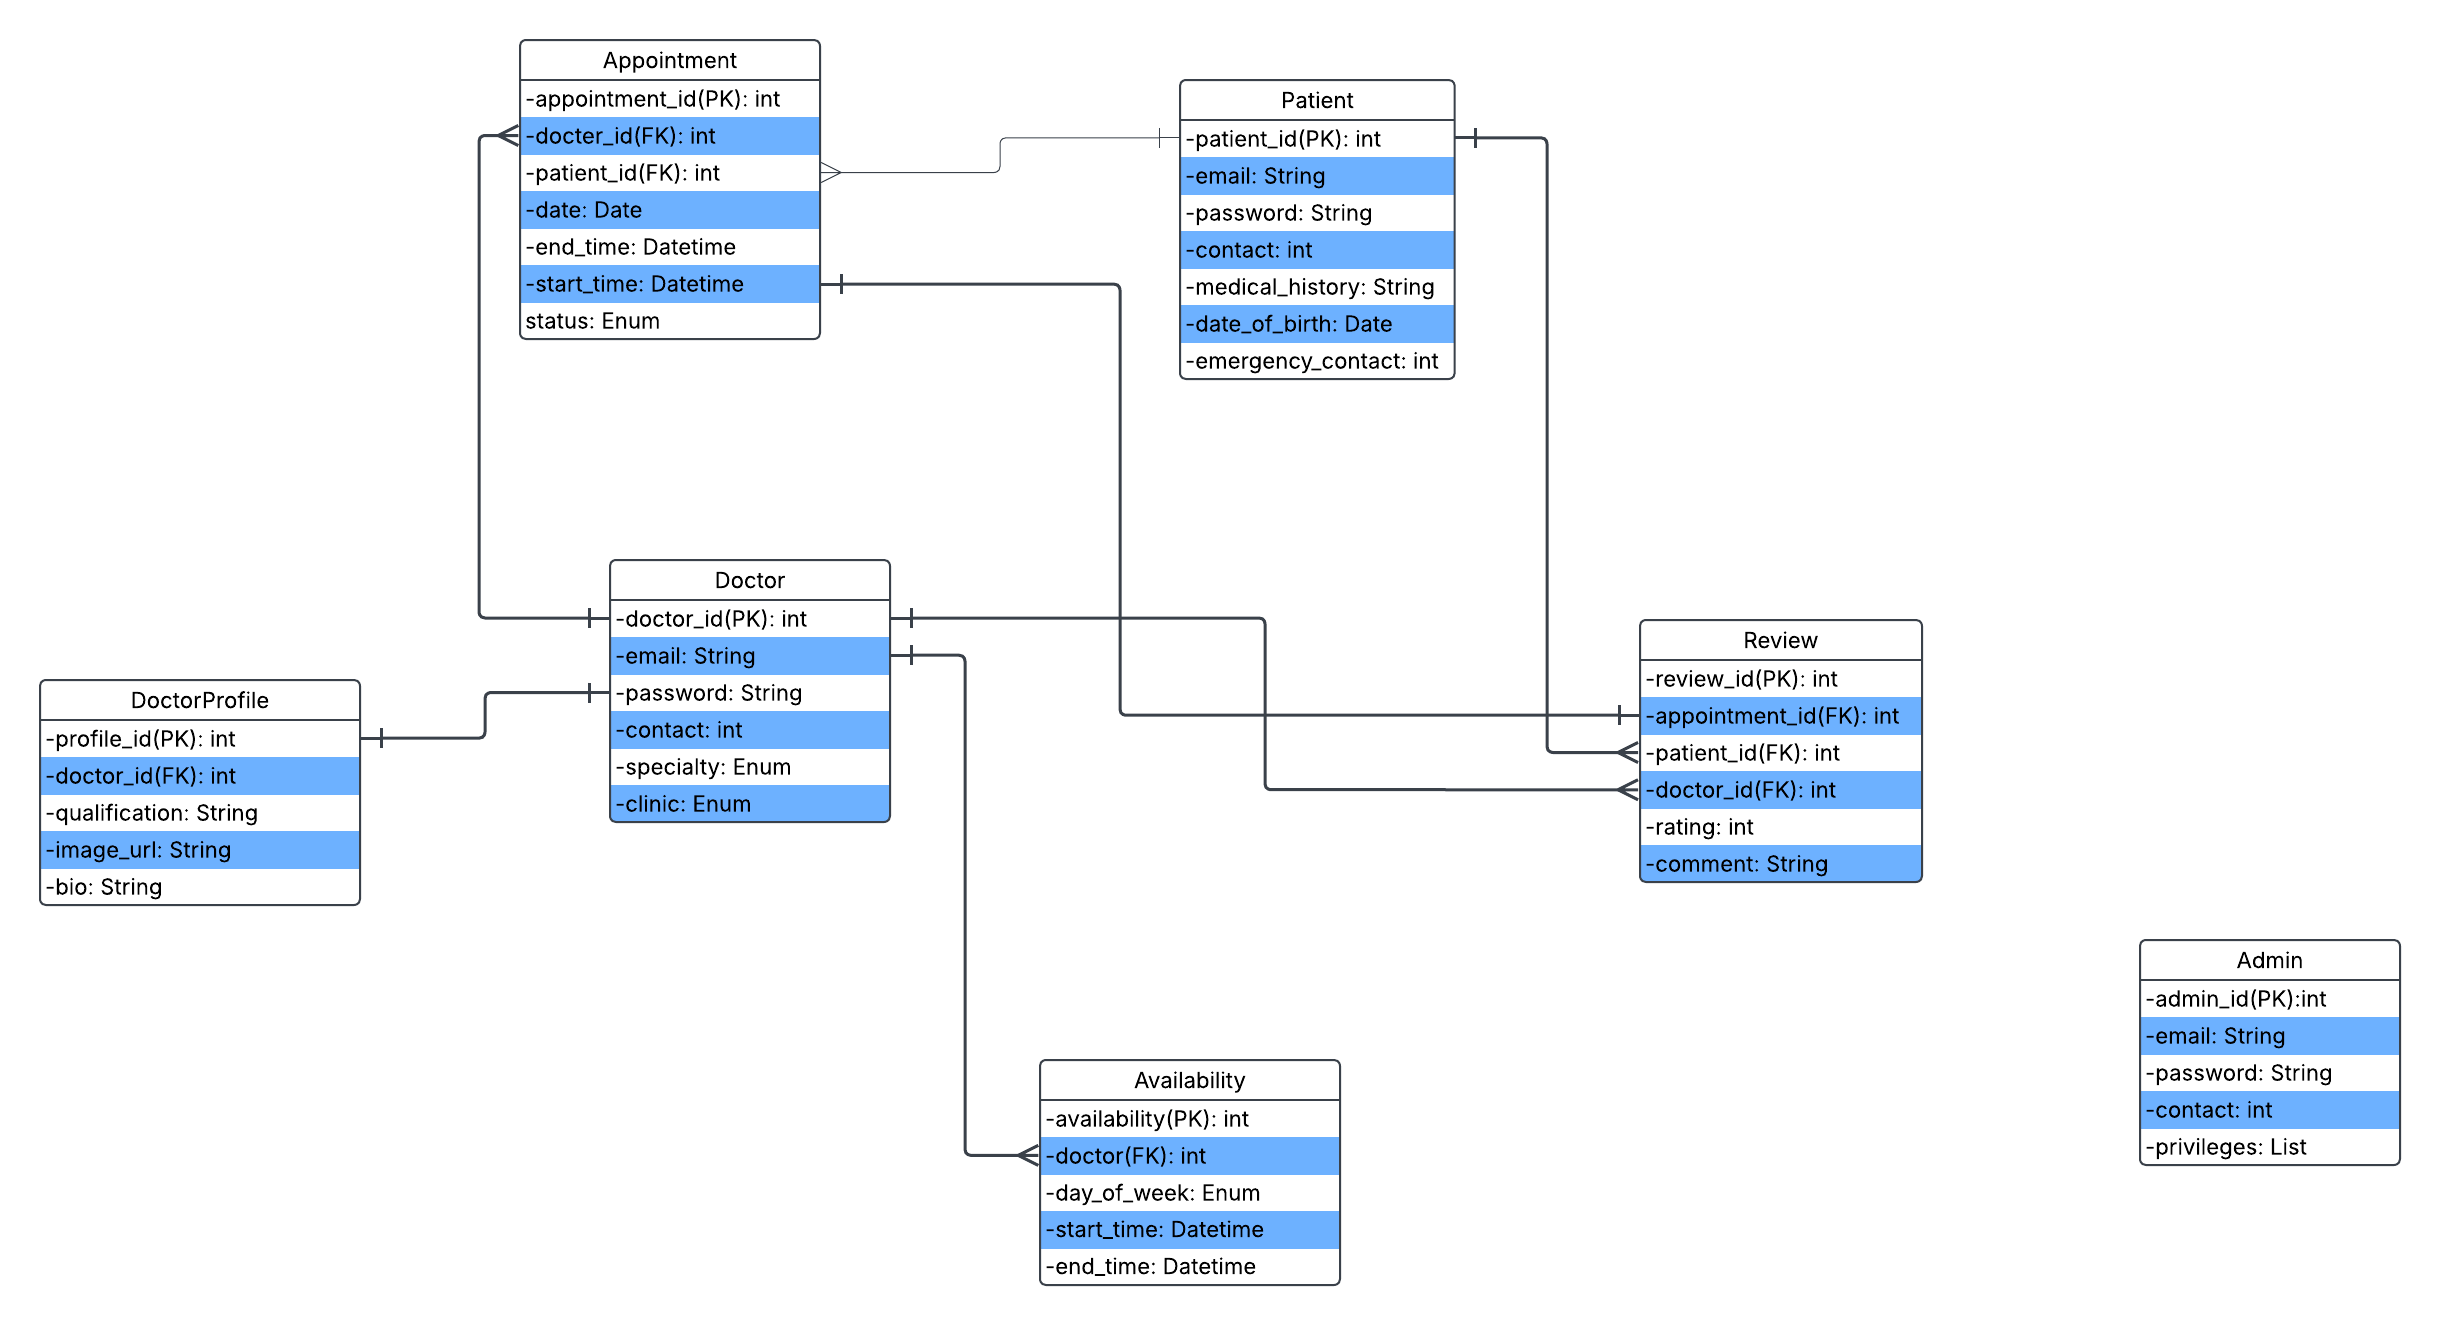 Appointment
-appointment_id(PK): int
-docter_id(FK): int
-patient_id(FK): int
-date: Date
-end_time: Datetime
-start_time: Datetime
status: Enum
Patient
-patient_id(PK): int
-email: String
-password: String
-contact: int
-medical_history: String
-date_of_birth: Date
-emergency_contact: int
Doctor
-doctor_id(PK): int
-email: String
-password: String
-contact: int
-specialty: Enum
-clinic: Enum
DoctorProfile
-profile_id(PK): int
-doctor_id(FK): int
-qualification: String
-image_url: String
-bio: String
Review
-review_id(PK): int
-appointment_id(FK): int
-patient_id(FK): int
-doctor_id(FK): int
-rating: int
-comment: String
Admin
-admin_id(PK):int
-email: String
-password: String
-contact: int
-privileges: List
Availability
-availability(PK): int
-doctor(FK): int
-day_of_week: Enum
-start_time: Datetime
-end_time: Datetime